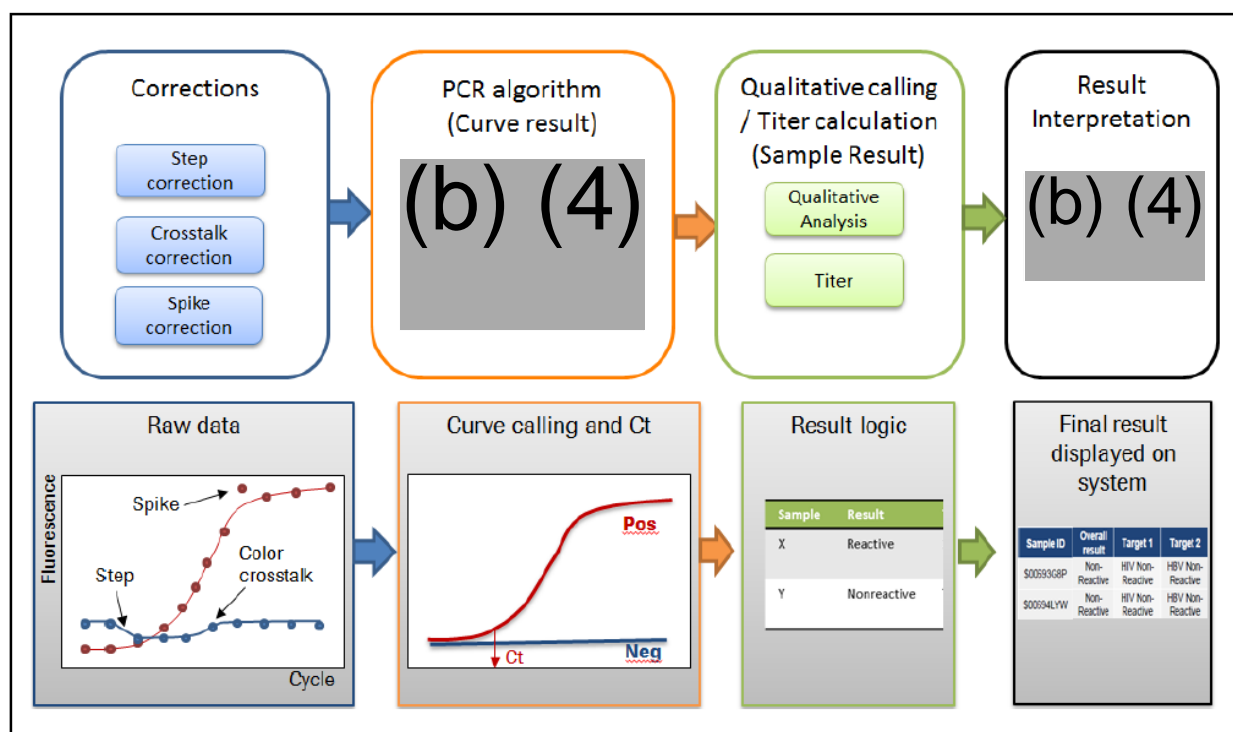 Corrections
Step
correction
Crosstalk
correction
Spike
correction
PCR algorithm
(Curve result)
(b) (4)
Qualitative calling
/ Titer calculation
(Sample Result)
Qualitative
Analysis
Titer
Result
Interpretation
(b) (4)
Raw data
Fluorescence
Spike
Step
Color
crosstalk
Cycle
Curve calling and Ct
Pos
Neg
Ct
Result logic
Sample Result
X Reactive
Y Nonreactive
Final result
displayed on
system
Sample ID Overall result Target 1 Target 2
S00693G8P Non-Reactive HIV Non-Reactive HBV Non-Reactive
S00694LYW Non-Reactive HIV Non-Reactive HBV Non-Reactive